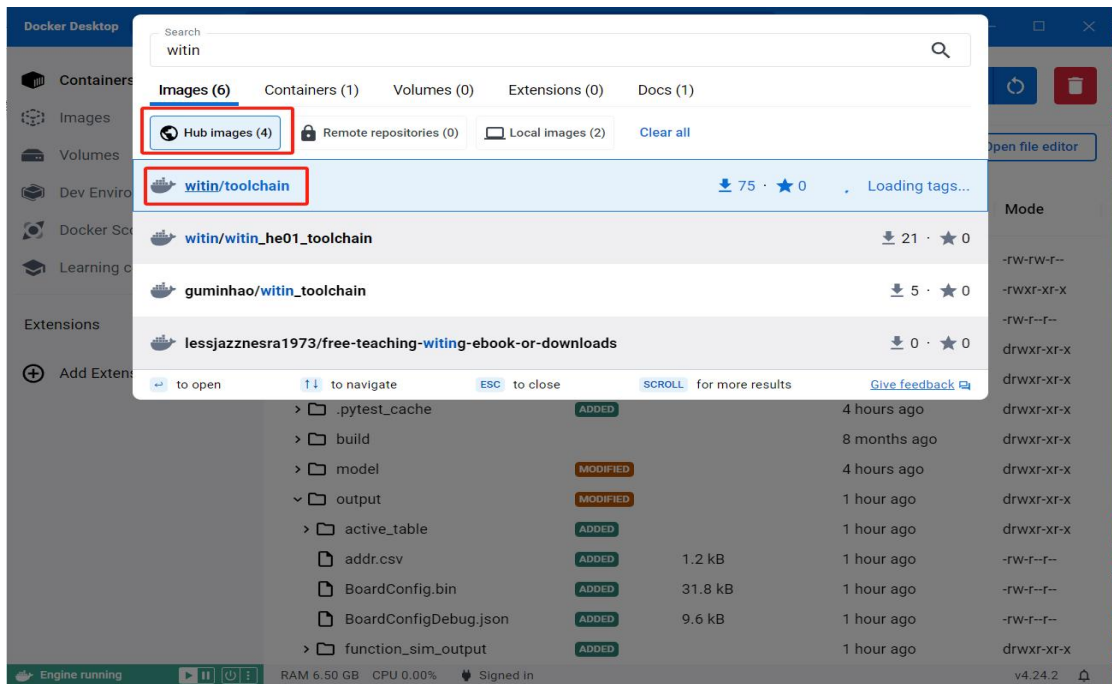 Docker Desktop
Search
witin
Containers
Images
Volumes
Dev Enviro
Docker Sco
Learning c
Extensions
Add Extens
Images (6) Containers (1) Volumes (0) Extensions (0) Docs (1)
Hub images (4) Remote repositories (0) Local images (2) Clear all
witin/toolchain 75 · 0 Loading tags...
witin/witin_he01_toolchain 21 · 0
guminhao/witin_toolchain 5 · 0
lessjazznesra1973/free-teaching-witing-ebook-or-downloads 0 · 0
to open to navigate ESC to close SCROLL for more results Give feedback
Open file editor
Mode
-rw-rw-r--
-rwxr-xr-x
-rw-r--r--
drwxr-xr-x
drwxr-xr-x
.pytest_cache ADDED 4 hours ago drwxr-xr-x
build 8 months ago drwxr-xr-x
model MODIFIED 4 hours ago drwxr-xr-x
output MODIFIED 1 hour ago drwxr-xr-x
active_table ADDED 1 hour ago drwxr-xr-x
addr.csv ADDED 1.2 kB 1 hour ago -rw-r--r--
BoardConfig.bin ADDED 31.8 kB 1 hour ago -rw-r--r--
BoardConfigDebug.json ADDED 9.6 kB 1 hour ago -rw-r--r--
function_sim_output ADDED 1 hour ago drwxr-xr-x
Engine running RAM 6.50 GB CPU 0.00% Signed in v4.24.2